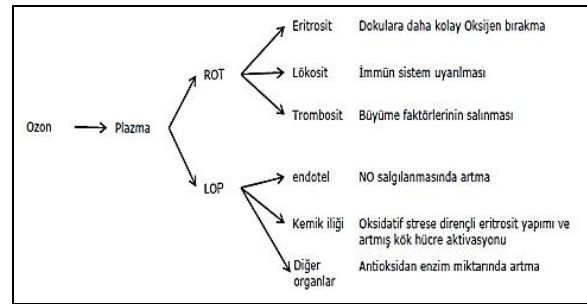 Eritrosit Dokulara daha kolay Oksijen bırakma
ROT
Lökosit İmmün sistem uyarılması
Trombosit Büyüme faktörlerinin salınması
Ozon Plazma
endotel NO salgılanmasında artma
LOP
Kemik iliği Oksidatif strese dirençli eritrosit yapımı ve
artmış kök hücre aktivasyonu
Diğer Antioksidan enzim miktarında artma
organlar